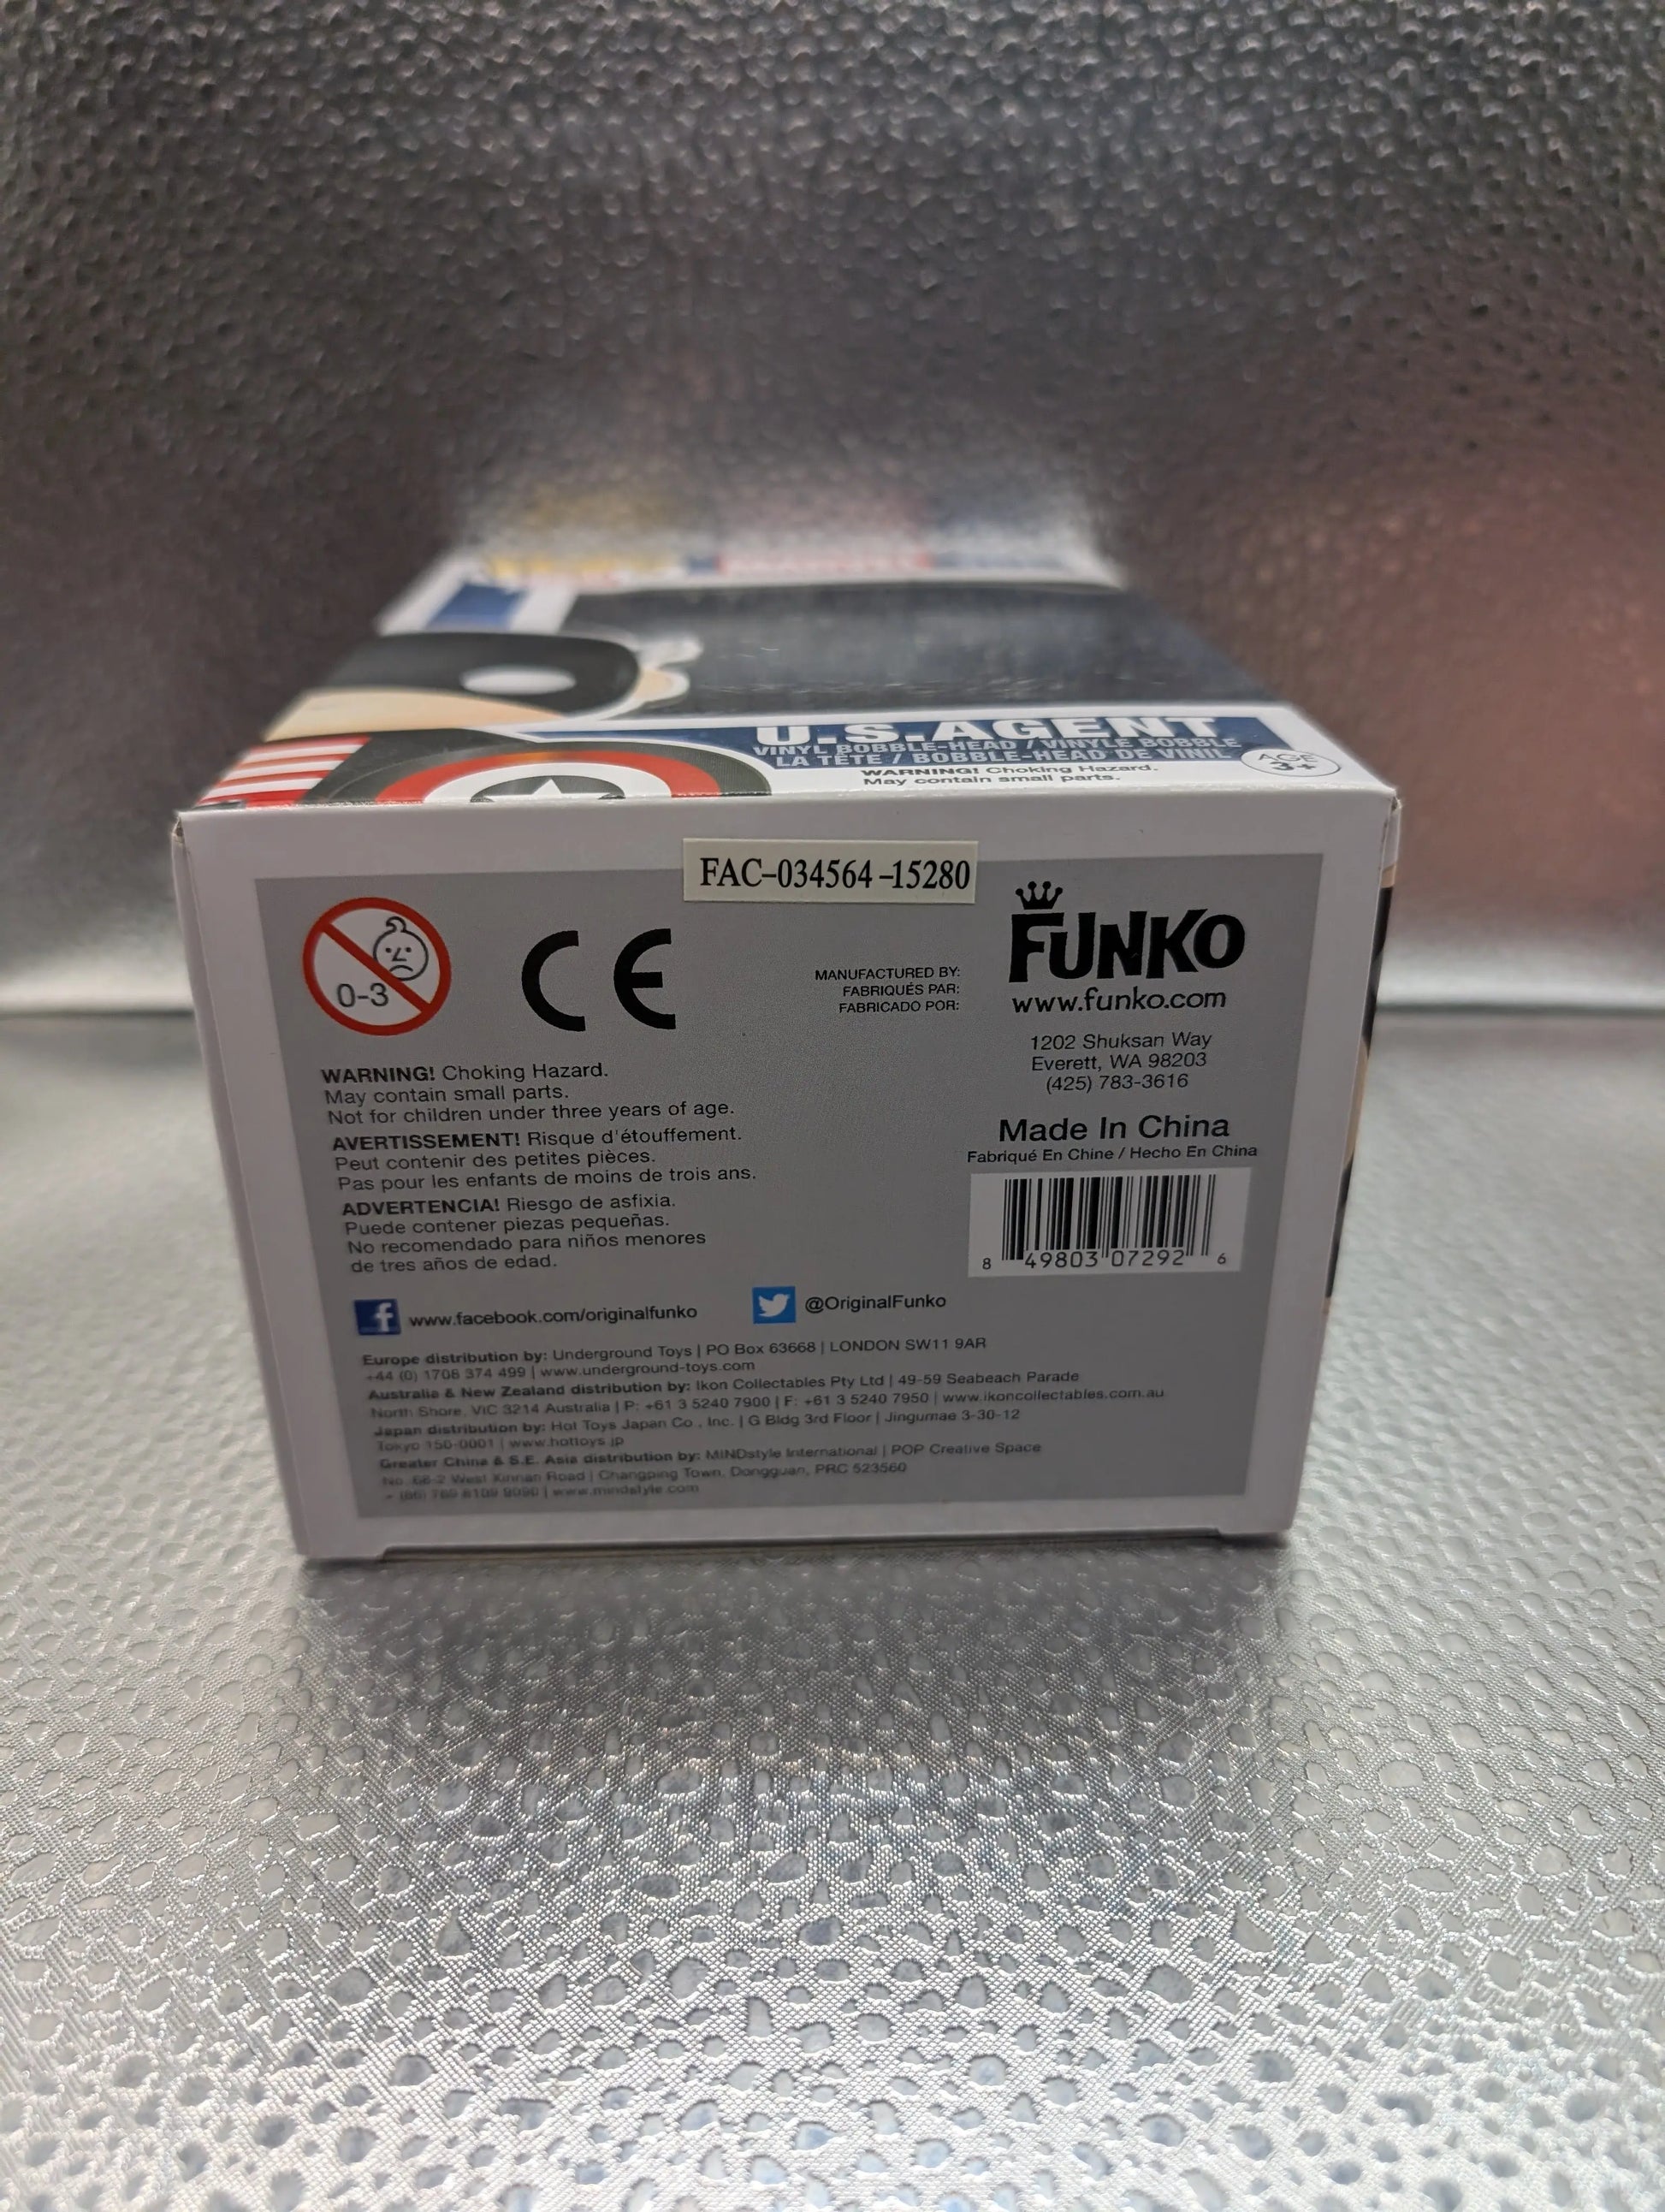 U.S.AGENT
VINYL BOBBLE-HEAD / VINYLE BOBBLE
LA TÊTE / BOBBLE-HEAD DE VINIL
WARNING! Choking Hazard.
May contain small parts.
AGE
3+
FAC-034564-15280
0-3
CE
MANUFACTURED BY:
FABRIQUÉS PAR:
FABRICADO POR:
FUNKO
www.funko.com
1202 Shuksan Way
Everett, WA 98203
(425) 783-3616
Made In China
Fabriqué En Chine / Hecho En China
8 49803 07292 6
WARNING! Choking Hazard.
May contain small parts.
Not for children under three years of age.
AVERTISSEMENT! Risque d'étouffement.
Peut contenir des petites pièces.
Pas pour les enfants de moins de trois ans.
ADVERTENCIA! Riesgo de asfixia.
Puede contener piezas pequeñas.
No recomendado para niños menores
de tres años de edad.
f www.facebook.com/originalfunko
@OriginalFunko
Europe distribution by: Underground Toys | PO Box 63668 | LONDON SW11 9AR
+44 (0) 1708 374 499 | www.underground-toys.com
Australia & New Zealand distribution by: Ikon Collectables Pty Ltd | 49-59 Seabeach Parade
North Shore, VIC 3214 Australia | P: +61 3 5240 7900 | F: +61 3 5240 7950 | www.ikoncollectables.com.au
Japan distribution by: Hot Toys Japan Co., Inc. | G Bldg 3rd Floor | Jingumae 3-30-12
Tokyo 150-0001 | www.hottoys.jp
Greater China & S.E. Asia distribution by: MINDstyle International | POP Creative Space
No. 66-2 West Kinnan Road | Changping Town, Dongguan, PRC 523560
(86) 769 8109 9090 | www.mindstyle.com